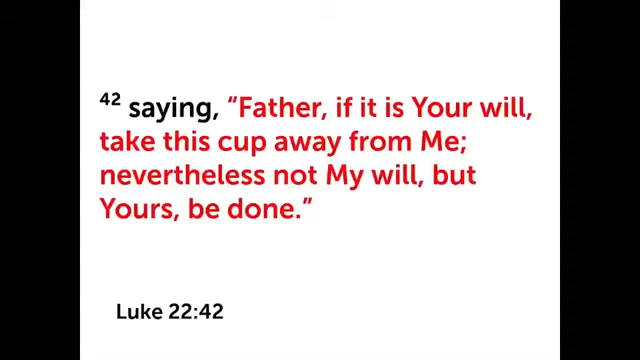 42 saying, “Father, if it is Your will,
take this cup away from Me;
nevertheless not My will, but
Yours, be done.”
Luke 22:42